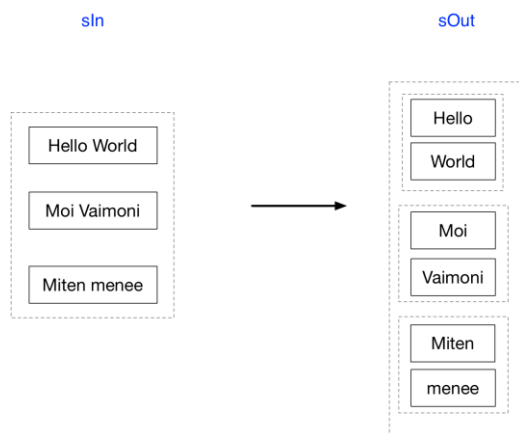 sIn
sOut
Hello World
Moi Vaimoni
Miten menee
Hello
World
Moi
Vaimoni
Miten
menee